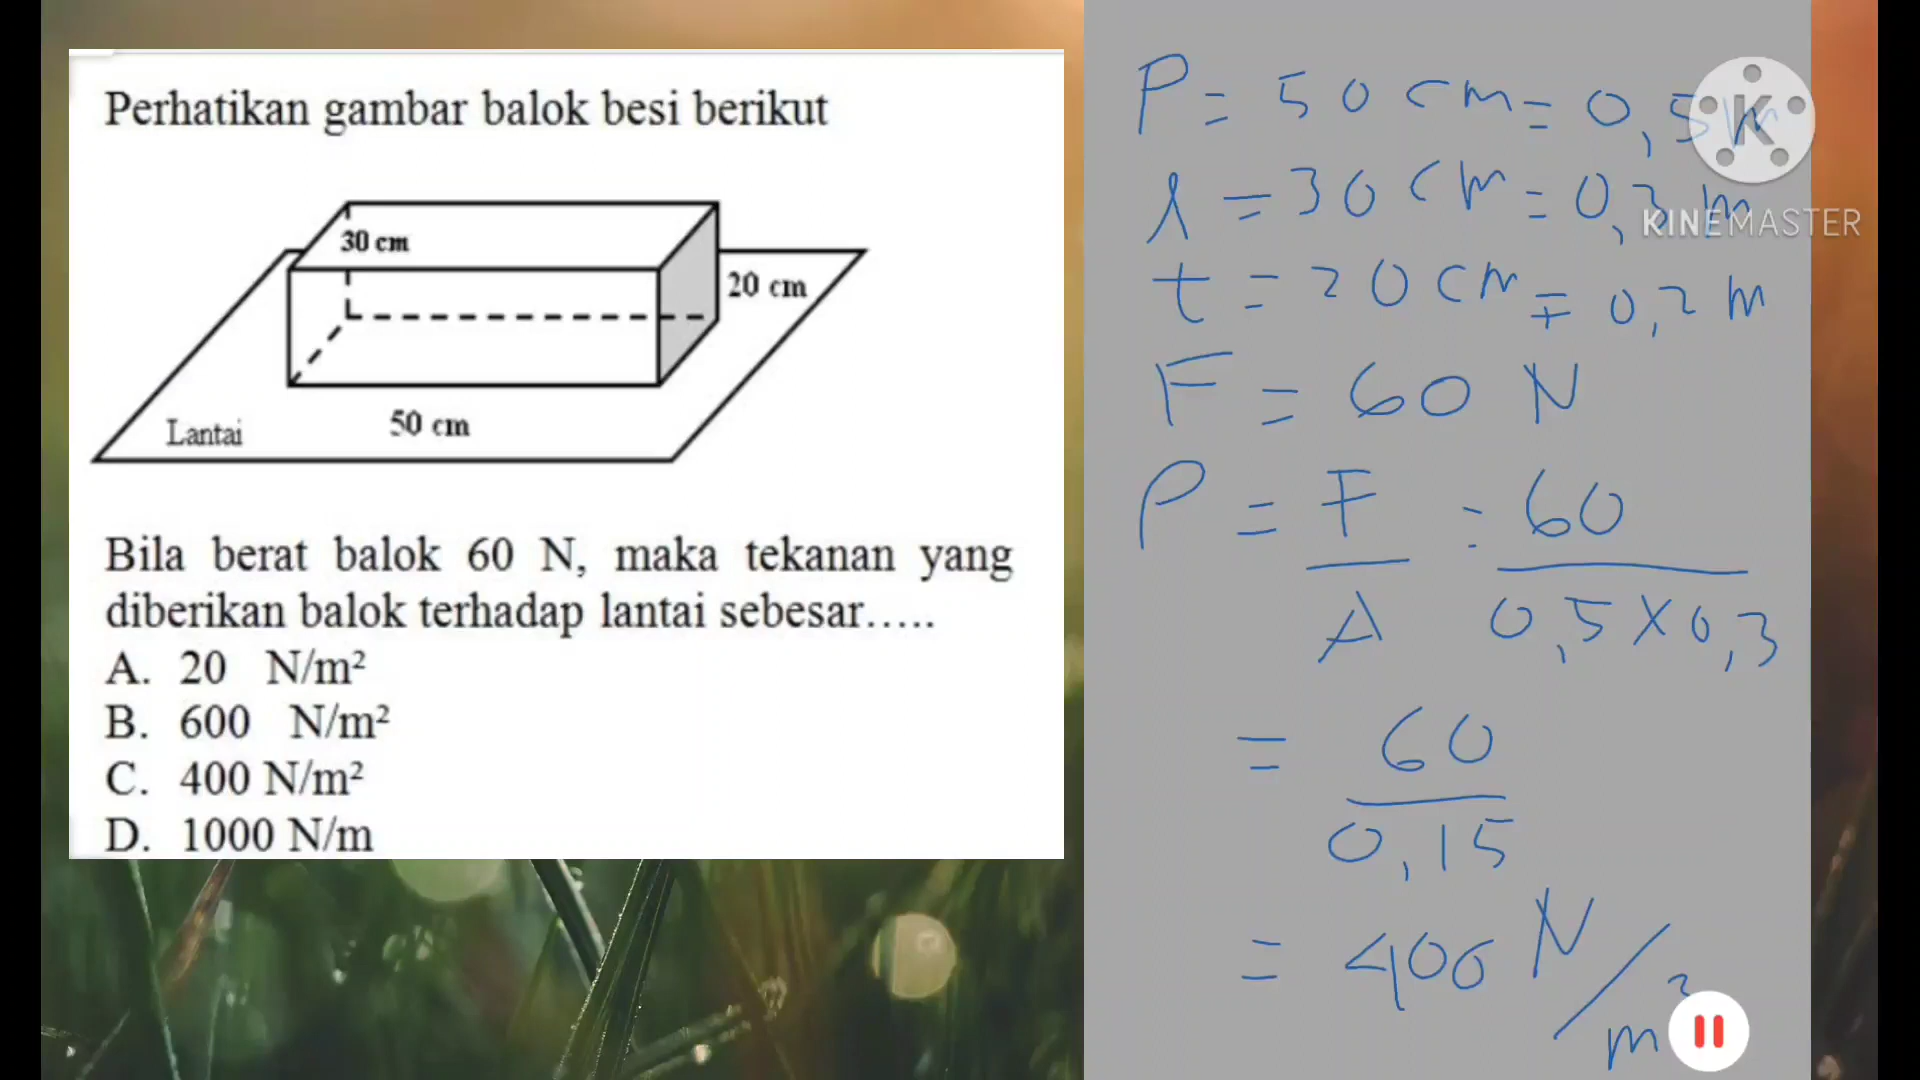 Perhatikan gambar balok besi berikut
30 cm
20 cm
50 cm
Lantai
Bila berat balok 60 N, maka tekanan yang
diberikan balok terhadap lantai sebesar.....
A. 20 N/m²
B. 600 N/m²
C. 400 N/m²
D. 1000 N/m
P = 50 cm = 0,5 m
l = 30 cm = 0,3 m
t = 20 cm = 0,2 m
F = 60 N
P = F/A = 60/0,5 x 0,3
= 60/0,15
= 400 N/m²
K
KINEMASTER